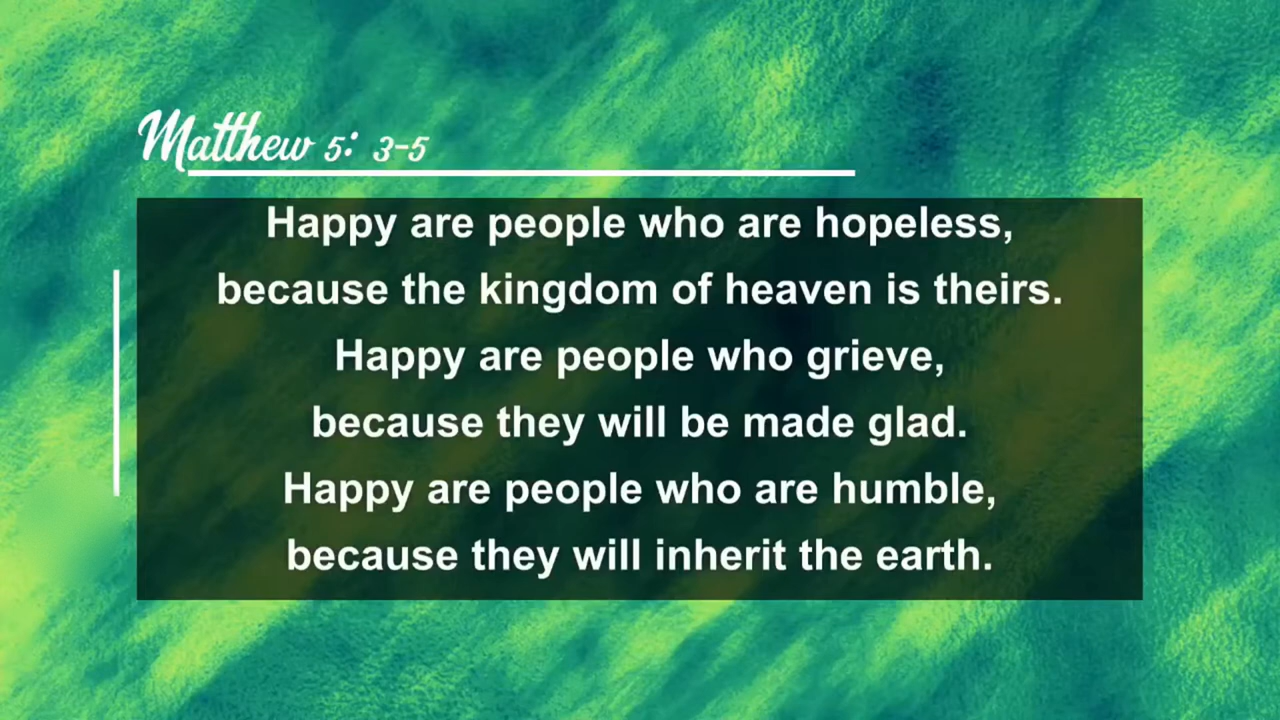 Matthew 5: 3-5
Happy are people who are hopeless,
because the kingdom of heaven is theirs.
Happy are people who grieve,
because they will be made glad.
Happy are people who are humble,
because they will inherit the earth.